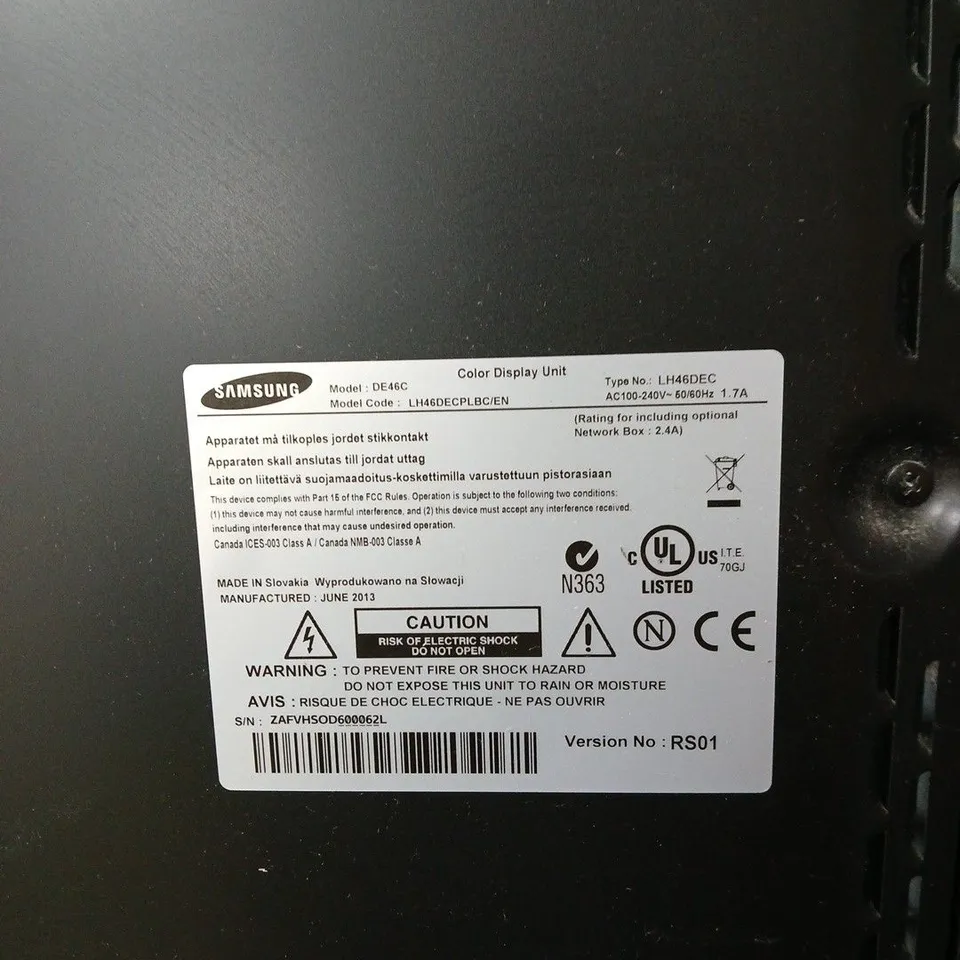 SAMSUNG
Color Display Unit
Model : DE46C
Type No.: LH46DEC
Model Code : LH46DECPLBC/EN
AC100-240V~ 50/60Hz 1.7A
(Rating for including optional
Network Box : 2.4A)
Apparatet må tilkoples jordet stikkontakt
Apparaten skall anslutas till jordat uttag
Laite on liitettävä suojamaadoitus-koskettimilla varustettuun pistorasiaan
This device complies with Part 15 of the FCC Rules. Operation is subject to the following two conditions:
(1) this device may not cause harmful interference, and (2) this device must accept any interference received,
including interference that may cause undesired operation.
Canada ICES-003 Class A / Canada NMB-003 Classe A
N363
C UL US
LISTED
I.T.E.
70GJ
MADE IN Slovakia Wyprodukowano na Słowacji
MANUFACTURED : JUNE 2013
CAUTION
RISK OF ELECTRIC SHOCK
DO NOT OPEN
N
CE
WARNING : TO PREVENT FIRE OR SHOCK HAZARD
DO NOT EXPOSE THIS UNIT TO RAIN OR MOISTURE
AVIS : RISQUE DE CHOC ELECTRIQUE - NE PAS OUVRIR
S/N : ZAFVHSOD600062L
Version No : RS01